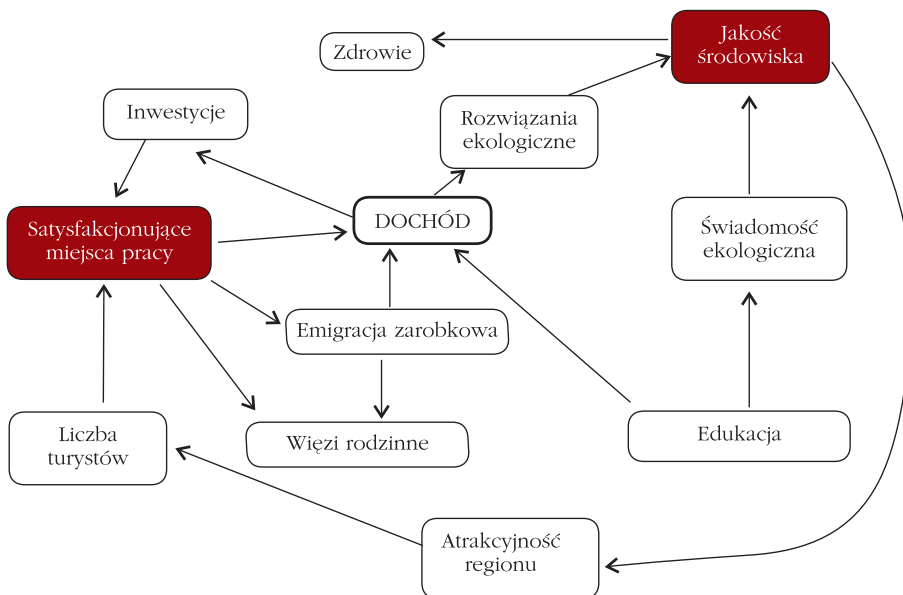 Jakość
środowiska
Zdrowie
Inwestycje
Rozwiązania
ekologiczne
Satysfakcjonujące
miejsca pracy
DOCHÓD
Świadomość
ekologiczna
Emigracja zarobkowa
Liczba
turystów
Więzi rodzinne
Edukacja
Atrakcyjność
regionu